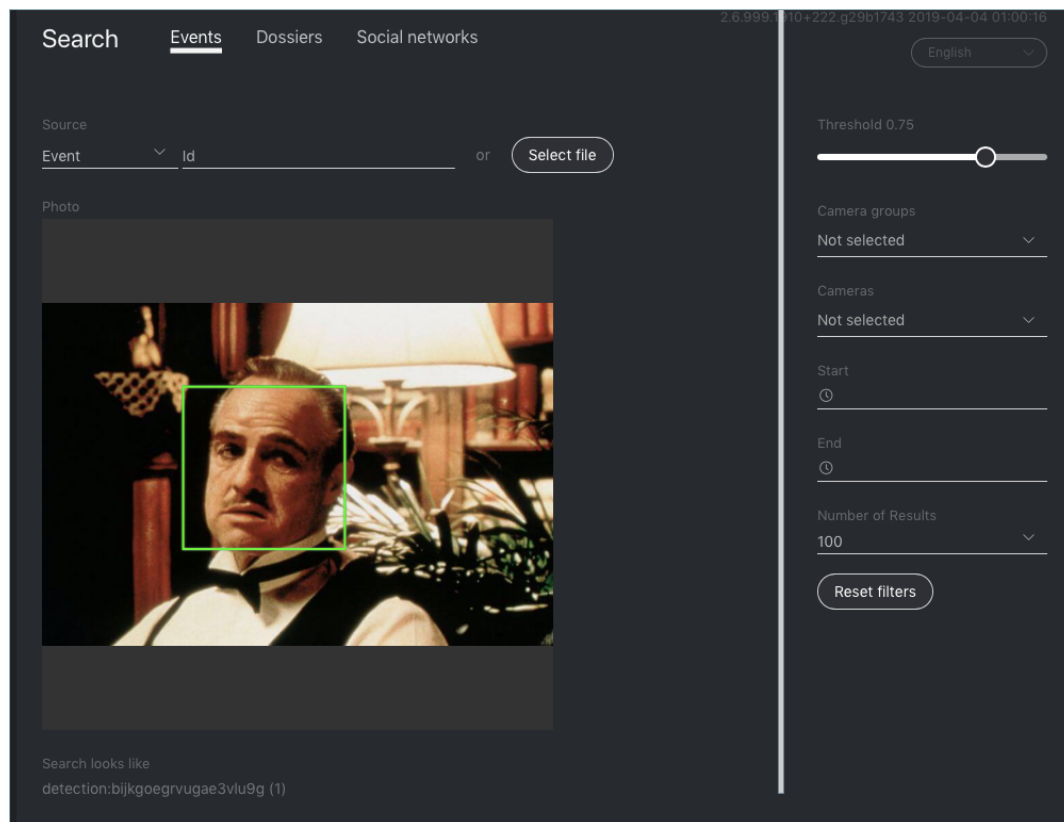 2.6.999.1910+222.g29b1743 2019-04-04 01:00:16
Search Events Dossiers Social networks
English
Source
Event Id or Select file
Photo
Search looks like
detection:bijkgoegrvugae3vlu9g (1)
Threshold 0.75
Camera groups
Not selected
Cameras
Not selected
Start
End
Number of Results
100
Reset filters